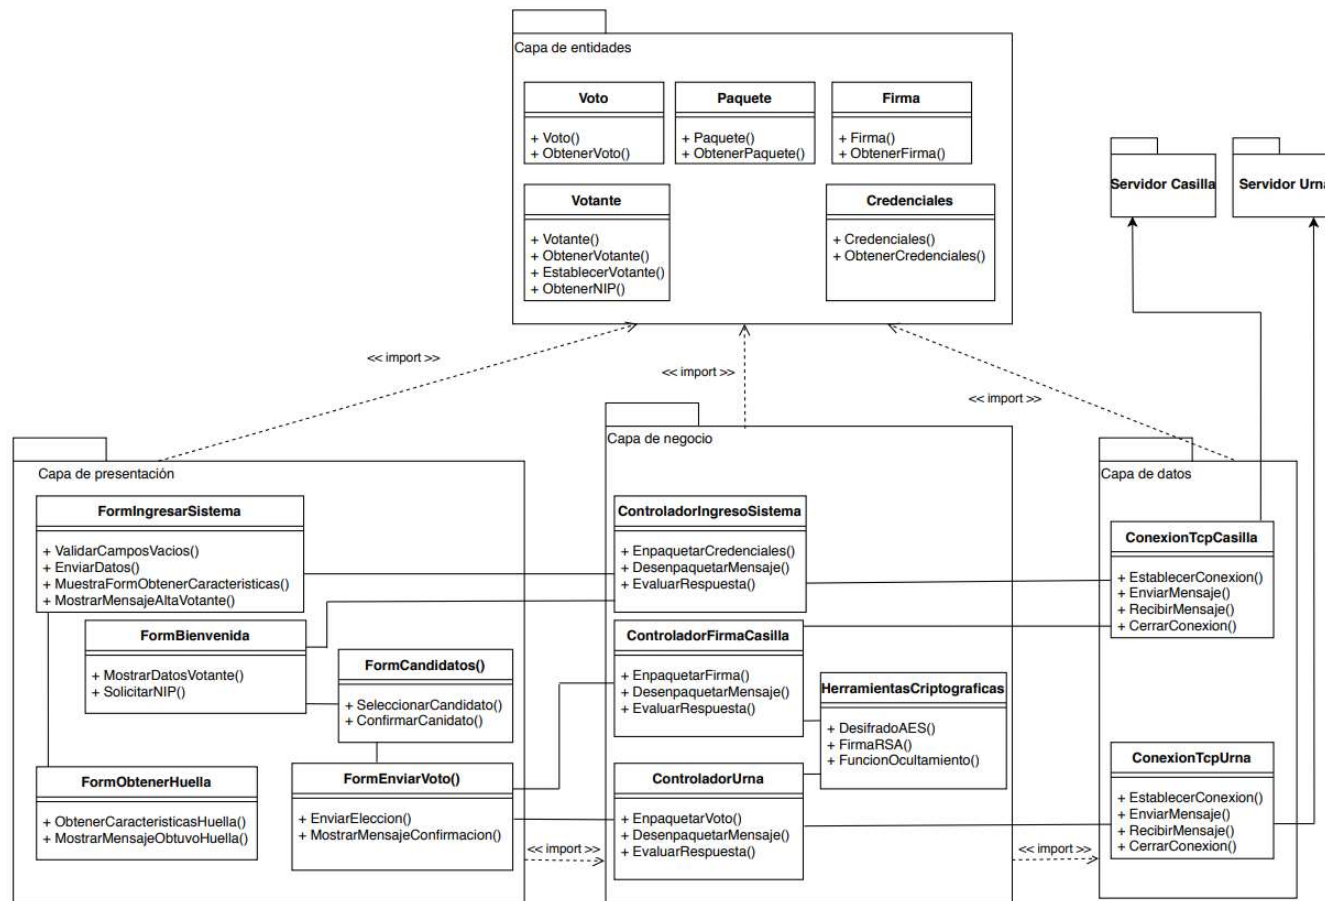 Capa de entidades
Voto
+ Voto()
+ ObtenerVoto()
Paquete
+ Paquete()
+ ObtenerPaquete()
Firma
+ Firma()
+ ObtenerFirma()
Votante
+ Votante()
+ ObtenerVotante()
+ EstablecerVotante()
+ ObtenerNIP()
Credenciales
+ Credenciales()
+ ObtenerCredenciales()
Servidor Casilla
Servidor Urna
<< import >>
<< import >>
<< import >>
Capa de presentación
FormIngresarSistema
+ ValidarCamposVacios()
+ EnviarDatos()
+ MuestraFormObtenerCaracteristicas()
+ MostrarMensajeAltaVotante()
FormBienvenida
+ MostrarDatosVotante()
+ SolicitarNIP()
FormCandidatos()
+ SeleccionarCandidato()
+ ConfirmarCanidato()
FormObtenerHuella
+ ObtenerCaracteristicasHuella()
+ MostrarMensajeObtuvoHuella()
FormEnviarVoto()
+ EnviarEleccion()
+ MostrarMensajeConfirmacion()
<< import >>
Capa de negocio
ControladorIngresoSistema
+ EnpaquetarCredenciales()
+ DesenpaquetarMensaje()
+ EvaluarRespuesta()
ControladorFirmaCasilla
+ EnpaquetarFirma()
+ DesenpaquetarMensaje()
+ EvaluarRespuesta()
HerramientasCriptograficas
+ DesifradoAES()
+ FirmaRSA()
+ FuncionOcultamiento()
ControladorUrna
+ EnpaquetarVoto()
+ DesenpaquetarMensaje()
+ EvaluarRespuesta()
<< import >>
Capa de datos
ConexionTcpCasilla
+ EstablecerConexion()
+ EnviarMensaje()
+ RecibirMensaje()
+ CerrarConexion()
ConexionTcpUrna
+ EstablecerConexion()
+ EnviarMensaje()
+ RecibirMensaje()
+ CerrarConexion()